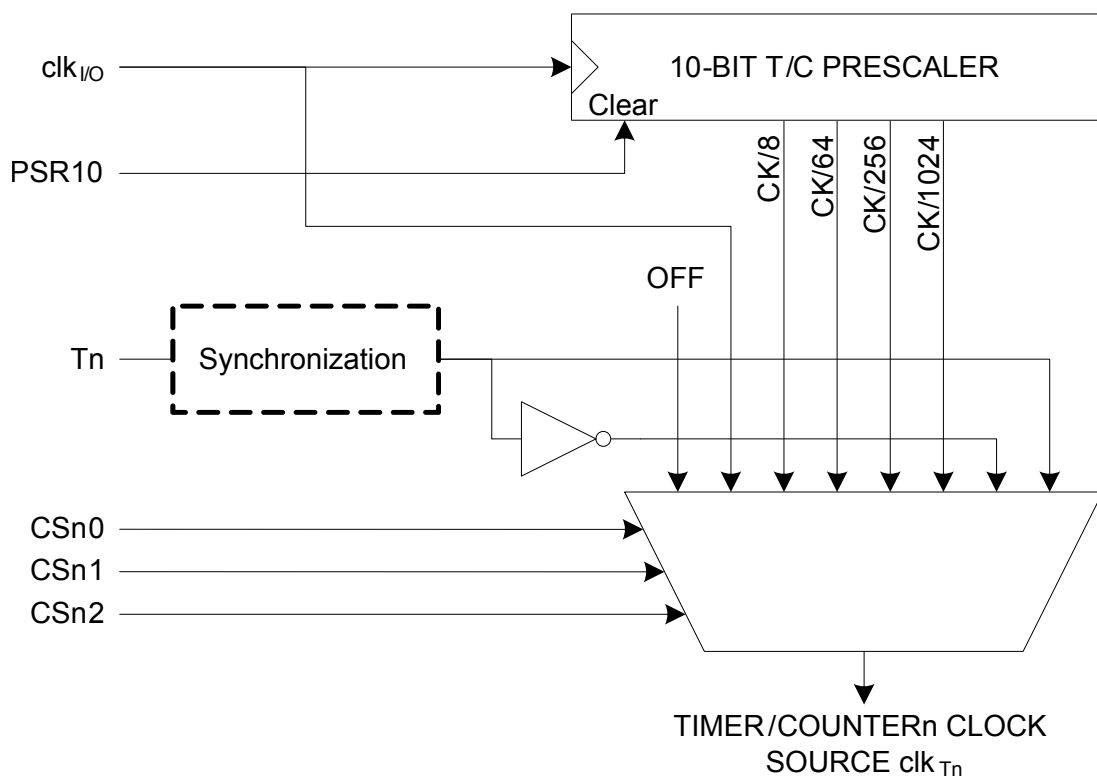 clkI/O
10-BIT T/C PRESCALER
Clear
PSR10
CK/8
CK/64
CK/256
CK/1024
OFF
Tn
Synchronization
CSn0
CSn1
CSn2
TIMER/COUNTERn CLOCK
SOURCE clkTn